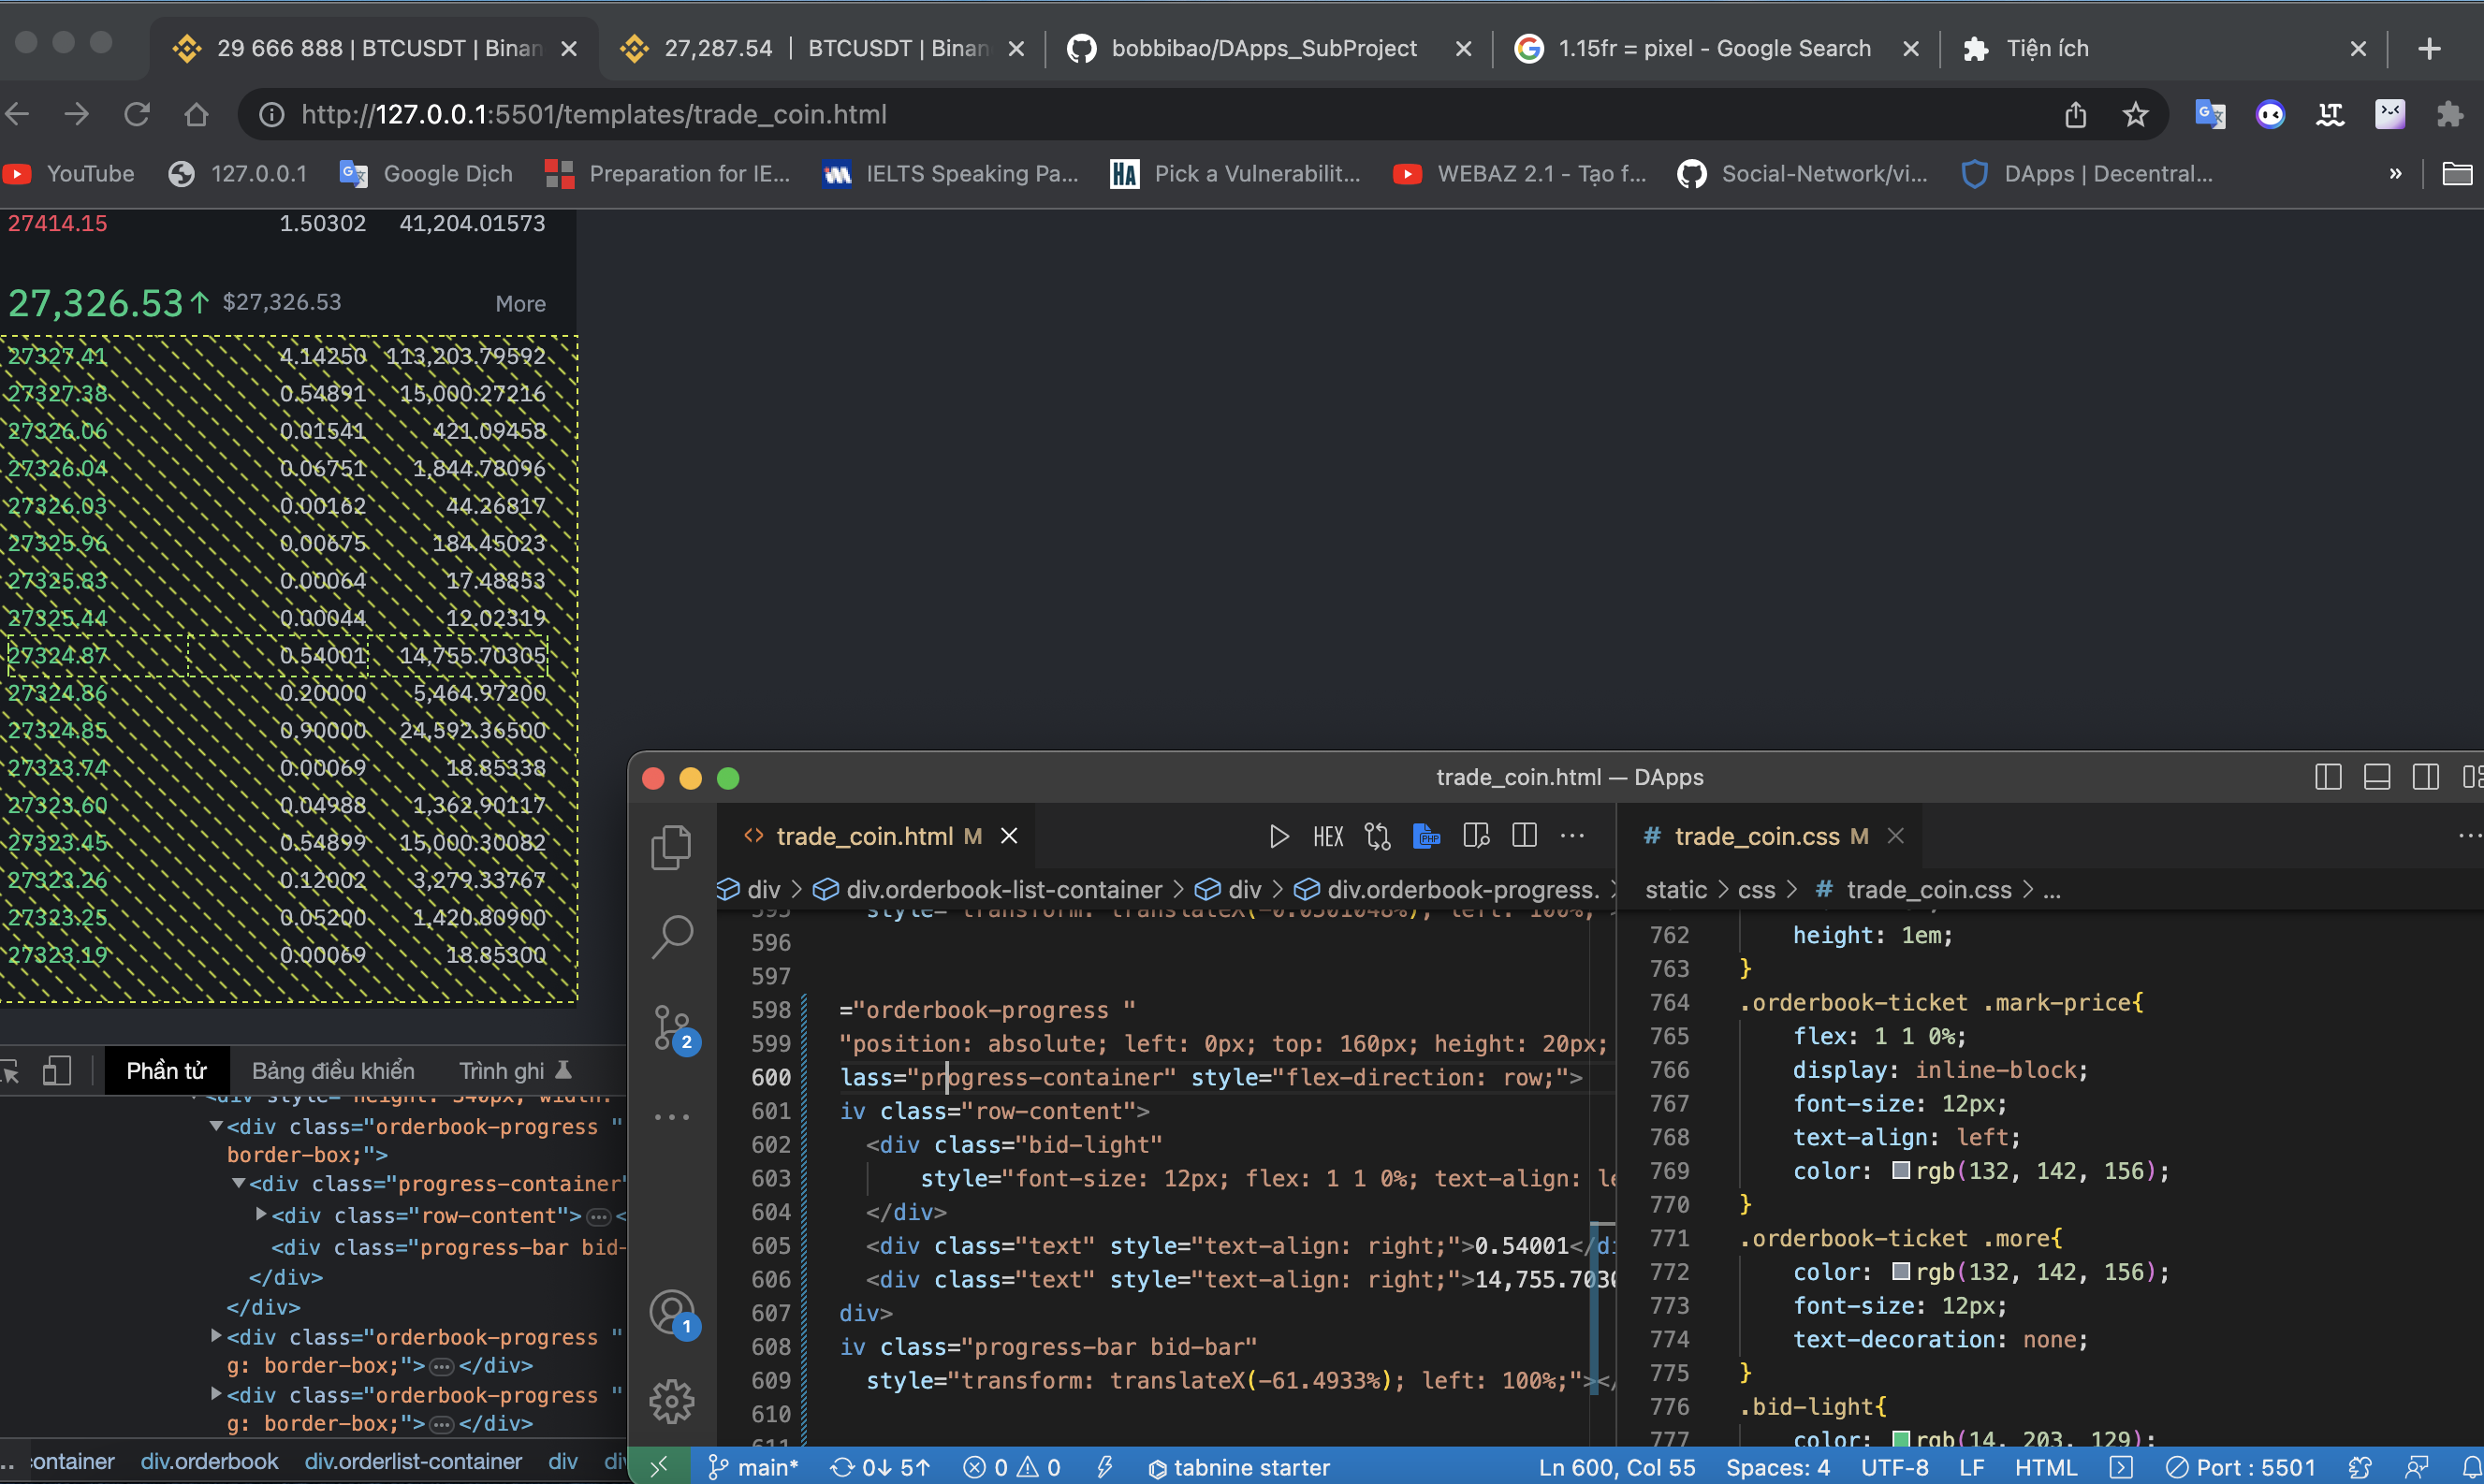 29 666 888 | BTCUSDT | Binan
27,287.54 | BTCUSDT | Binan
bobbibao/DApps_SubProject
1.15fr = pixel - Google Search
Tiện ích
http://127.0.0.1:5501/templates/trade_coin.html
YouTube
127.0.0.1
Google Dịch
Preparation for IE...
IELTS Speaking Pa...
HA Pick a Vulnerabilit...
WEBAZ 2.1 - Tạo f...
Social-Network/vi...
DApps | Decentral...
»
27414.15 1.50302 41,204.01573
27,326.53↑ $27,326.53 More
27327.41 4.14250 113,203.79592
27327.38 0.54891 15,000.27216
27326.06 0.01541 421.09458
27326.04 0.06751 1,844.78096
27326.03 0.00162 44.26817
27325.96 0.00675 184.45023
27325.83 0.00064 17.48853
27325.44 0.00044 12.02319
27324.87 0.54001 14,755.70305
27324.86 0.20000 5,464.97200
27324.85 0.90000 24,592.36500
27323.74 0.00069 18.85338
27323.60 0.04988 1,362.90117
27323.45 0.54899 15,000.30082
27323.26 0.12002 3,279.33767
27323.25 0.05200 1,420.80900
27323.19 0.00069 18.85300
Phần tử Bảng điều khiển Trình ghi
<div style="height: 340px; width:
<div class="orderbook-progress "
border-box;">
<div class="progress-container"
<div class="row-content">…<
<div class="progress-bar bid-
</div>
</div>
<div class="orderbook-progress "
g: border-box;">…</div>
<div class="orderbook-progress "
g: border-box;">…</div>
.. container div.orderbook div.orderlist-container div div
trade_coin.html — DApps
trade_coin.html M
HEX
PHP
div > div.orderbook-list-container > div > div.orderbook-progress. >
595 style="transform: translateX(-0.0301048%); left: 100%;
596
597
598 ="orderbook-progress "
599 "position: absolute; left: 0px; top: 160px; height: 20px;
600 lass="progress-container" style="flex-direction: row;">
601 iv class="row-content">
602 <div class="bid-light"
603 style="font-size: 12px; flex: 1 1 0%; text-align: le
604 </div>
605 <div class="text" style="text-align: right;">0.54001</di
606 <div class="text" style="text-align: right;">14,755.7030
607 div>
608 iv class="progress-bar bid-bar"
609 style="transform: translateX(-61.4933%); left: 100%;"></
610
611
2
1
# trade_coin.css M
static > css > # trade_coin.css > ...
762 height: 1em;
763 }
764 .orderbook-ticket .mark-price{
765 flex: 1 1 0%;
766 display: inline-block;
767 font-size: 12px;
768 text-align: left;
769 color: rgb(132, 142, 156);
770 }
771 .orderbook-ticket .more{
772 color: rgb(132, 142, 156);
773 font-size: 12px;
774 text-decoration: none;
775 }
776 .bid-light{
777 color: rgb(14, 203, 129);
main* 0↓ 5↑ 0 0 tabnine starter Ln 600, Col 55 Spaces: 4 UTF-8 LF HTML Port : 5501